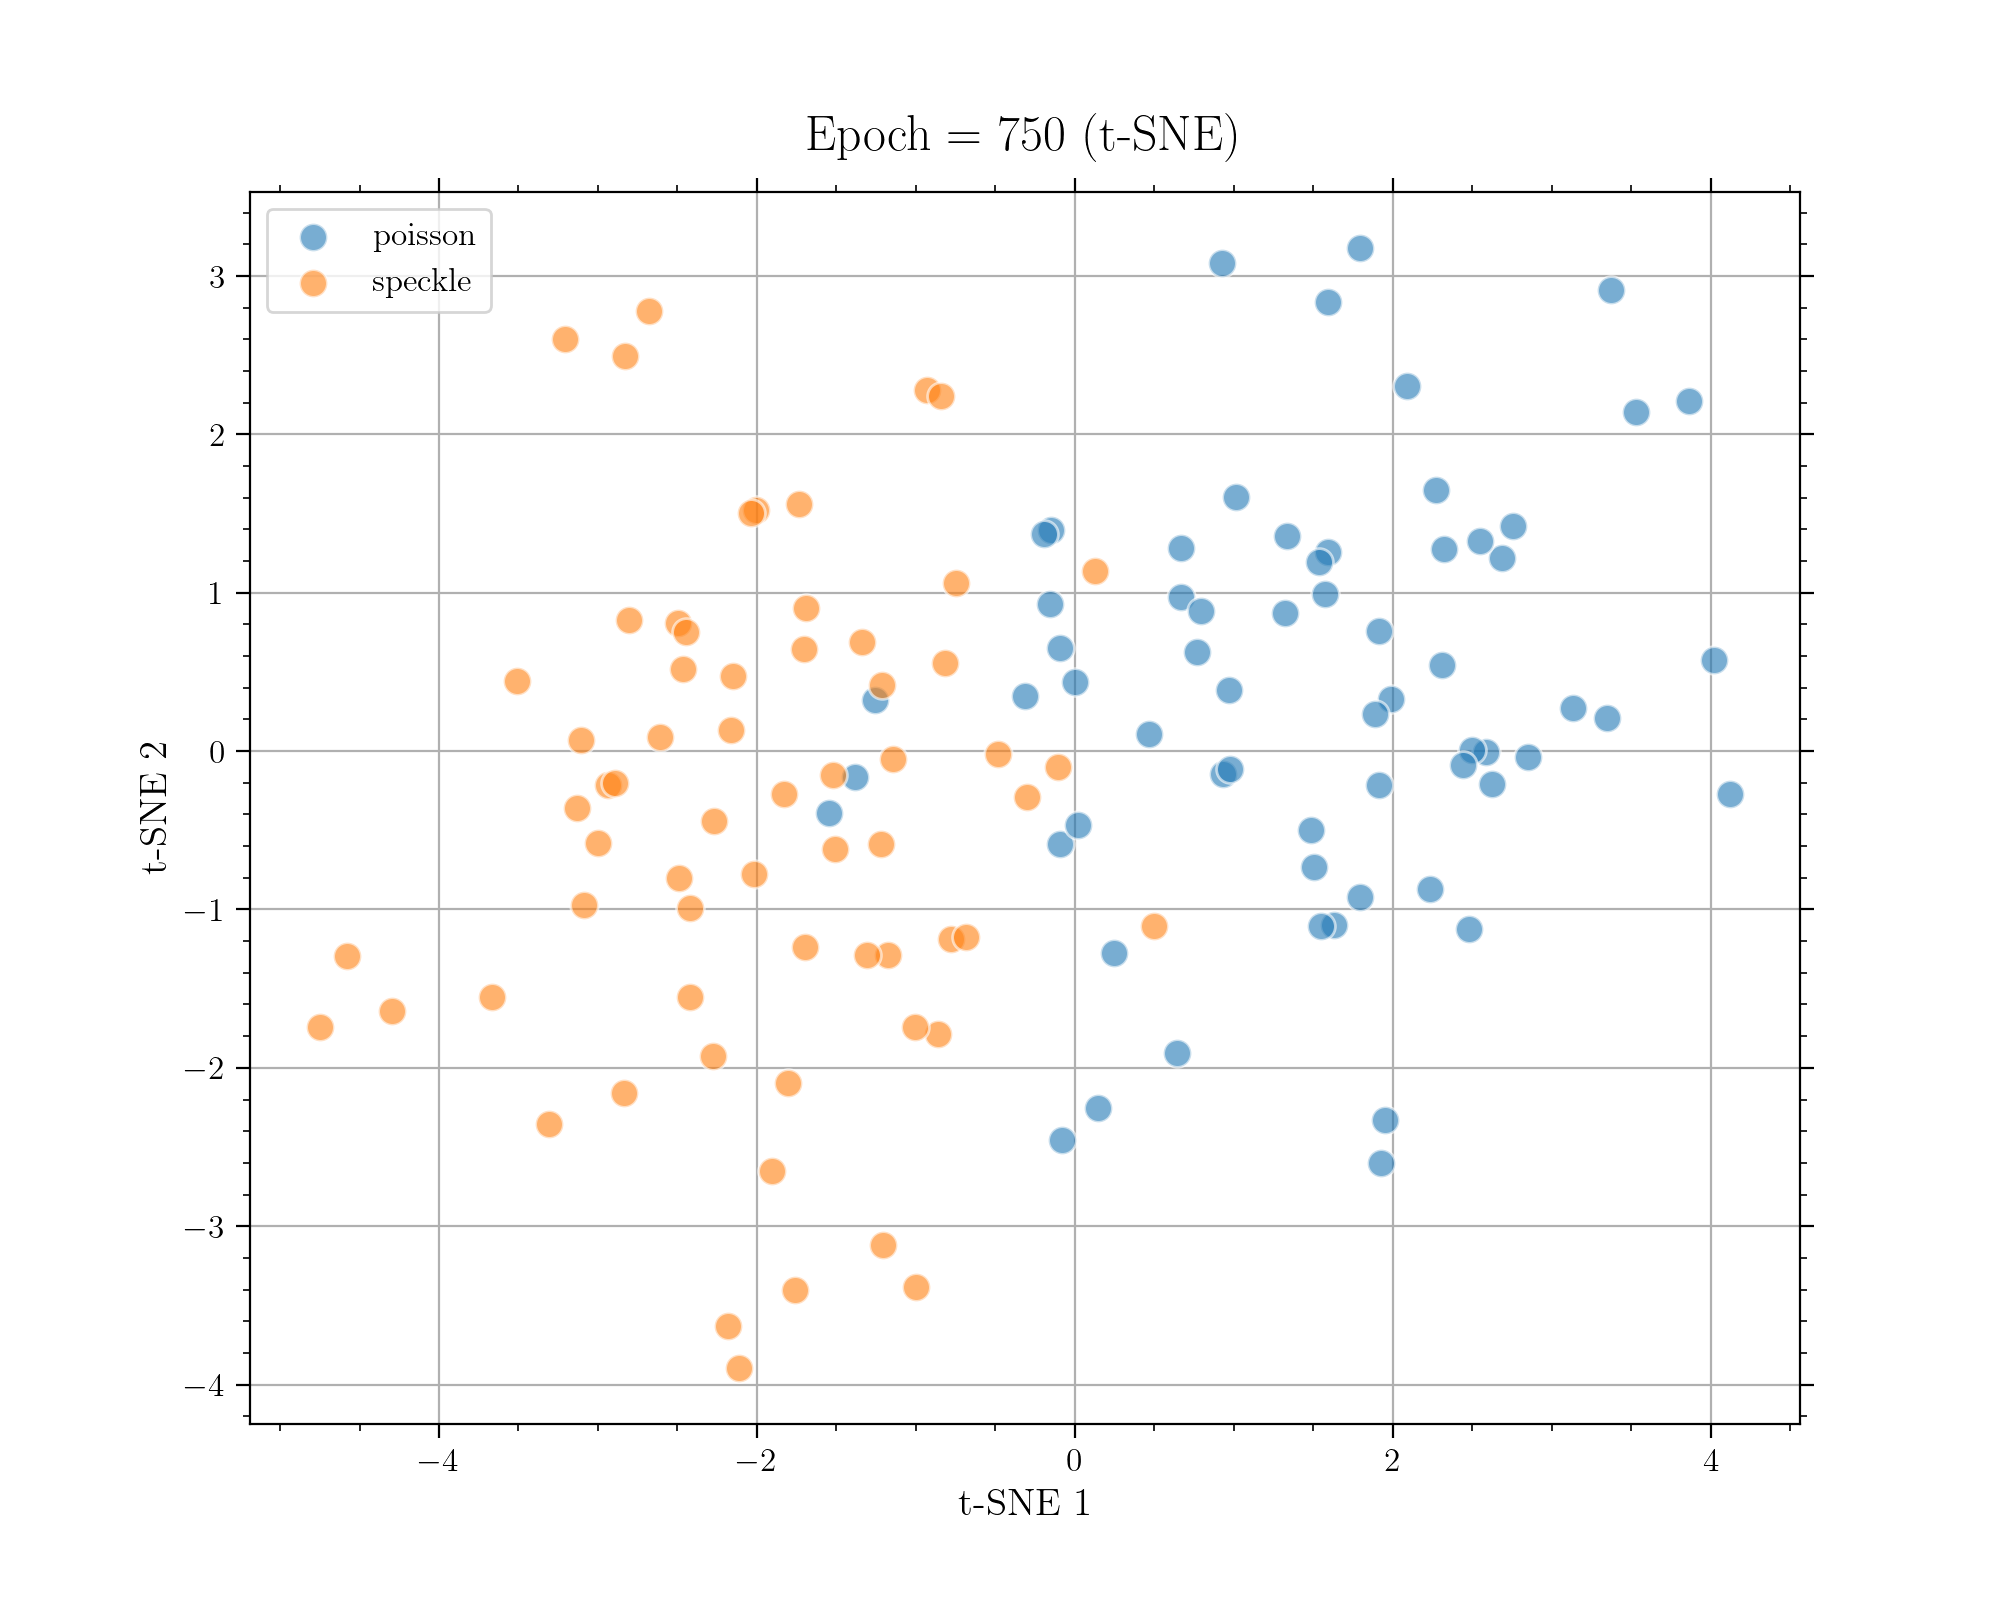 Epoch = 750 (t-SNE)
poisson
speckle
3
2
1
0
−1
−2
−3
−4
t-SNE 2
−4 −2 0 2 4
t-SNE 1